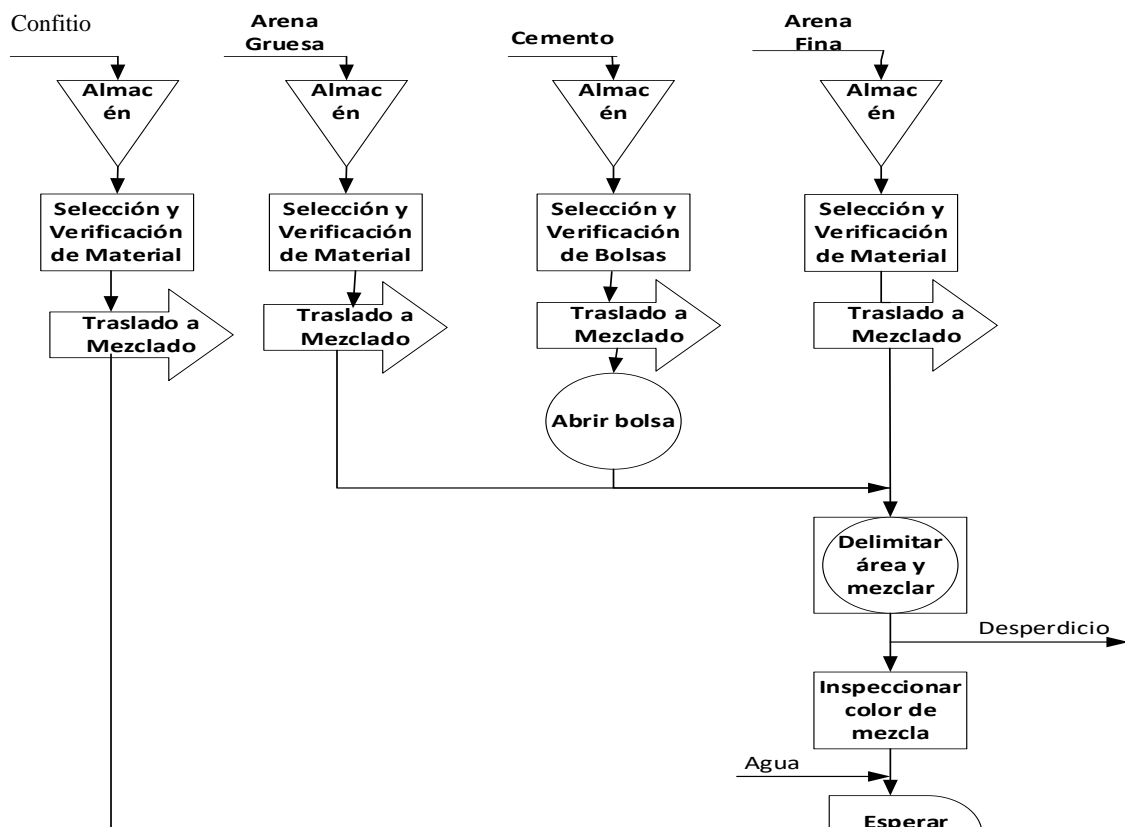 Confitio
Arena
Gruesa
Cemento
Arena
Fina
Almac
én
Almac
én
Almac
én
Almac
én
Selección y
Verificación
de Material
Selección y
Verificación
de Material
Selección y
Verificación
de Bolsas
Selección y
Verificación
de Material
Traslado a
Mezclado
Traslado a
Mezclado
Traslado a
Mezclado
Traslado a
Mezclado
Abrir bolsa
Delimitar
área y
mezclar
Desperdicio
Inspeccionar
color de
mezcla
Agua
Esperar